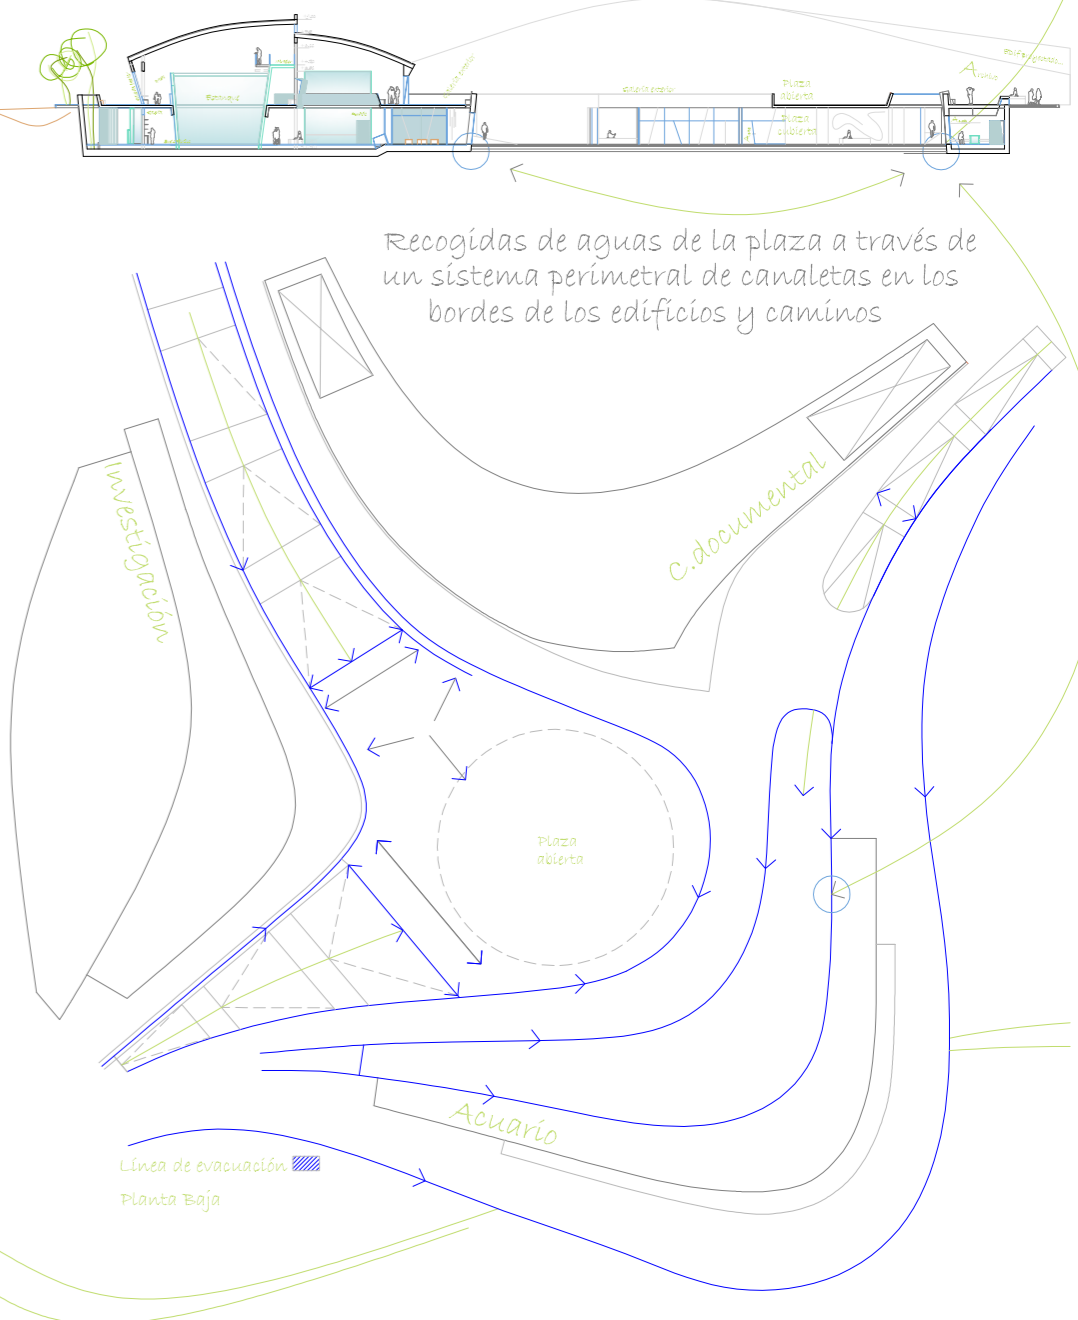 Plaza
abierta
Plaza
cubierta
Recogidas de aguas de la plaza a través de
un sistema perimetral de canaletas en los
bordes de los edificios y caminos
Investigación
C.documental
Plaza
abierta
Acuario
Línea de evacuación
Planta Baja